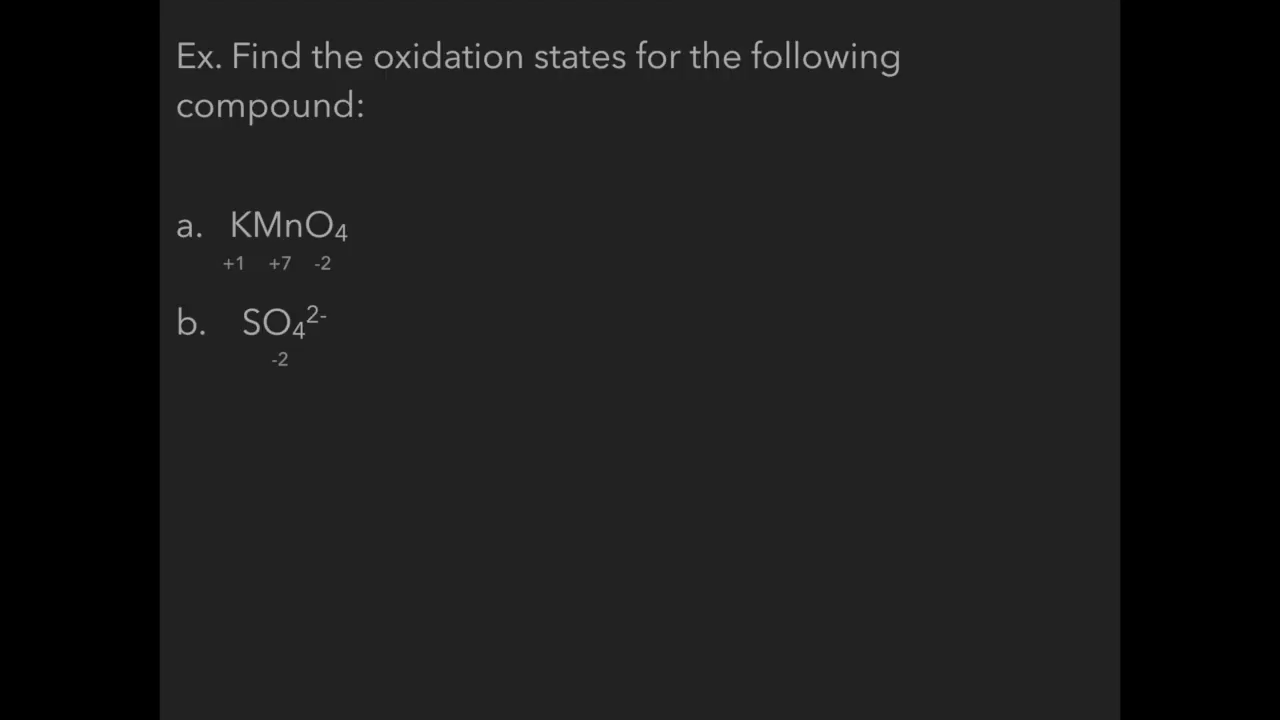 Ex. Find the oxidation states for the following
compound:
a. KMnO₄
+1 +7 -2
b. SO₄²⁻
-2